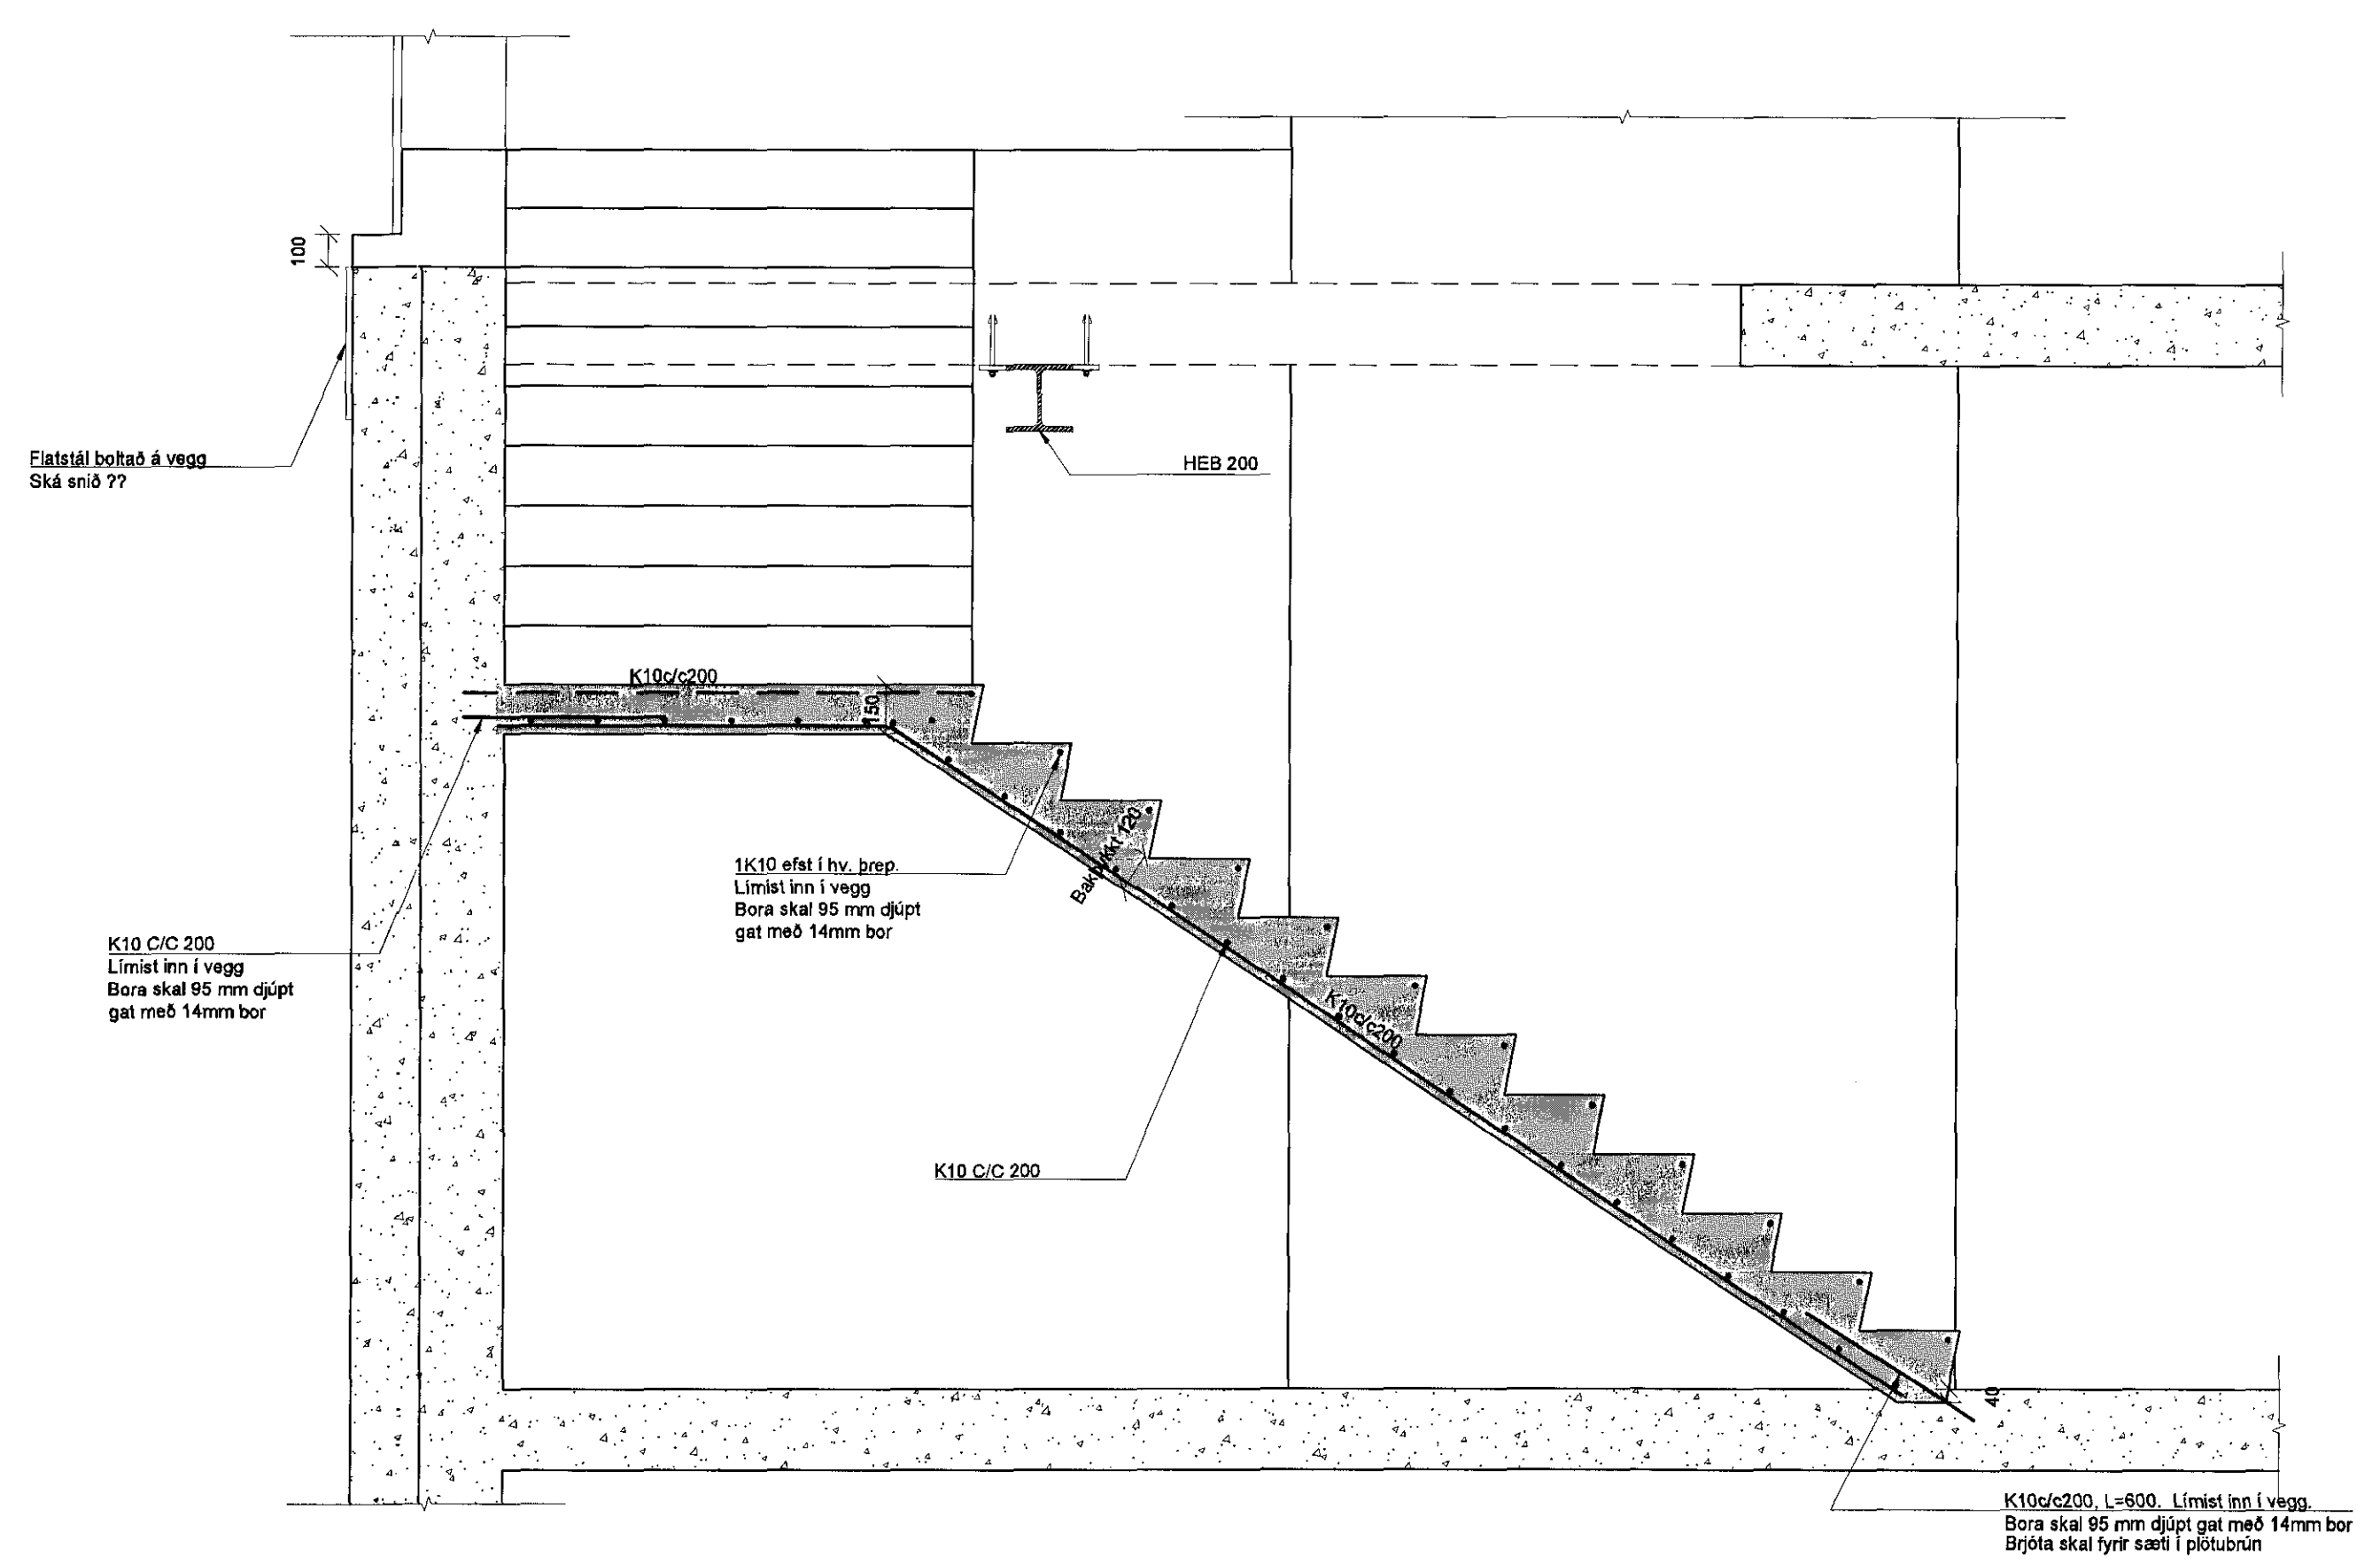 100
Flatstál boltað á vegg
Ská snið ??
HEB 200
K10c/c200
150
1K10 efst í hv. þrep.
Límist inn í vegg
Bora skal 95 mm djúpt
gat með 14mm bor
Bakþykkt 120
K10 C/C 200
Límist inn í vegg
Bora skal 95 mm djúpt
gat með 14mm bor
K10c/c200
K10 C/C 200
40
K10c/c200, L=600. Límist inn í vegg.
Bora skal 95 mm djúpt gat með 14mm bor
Brjóta skal fyrir sæti í plötubrún